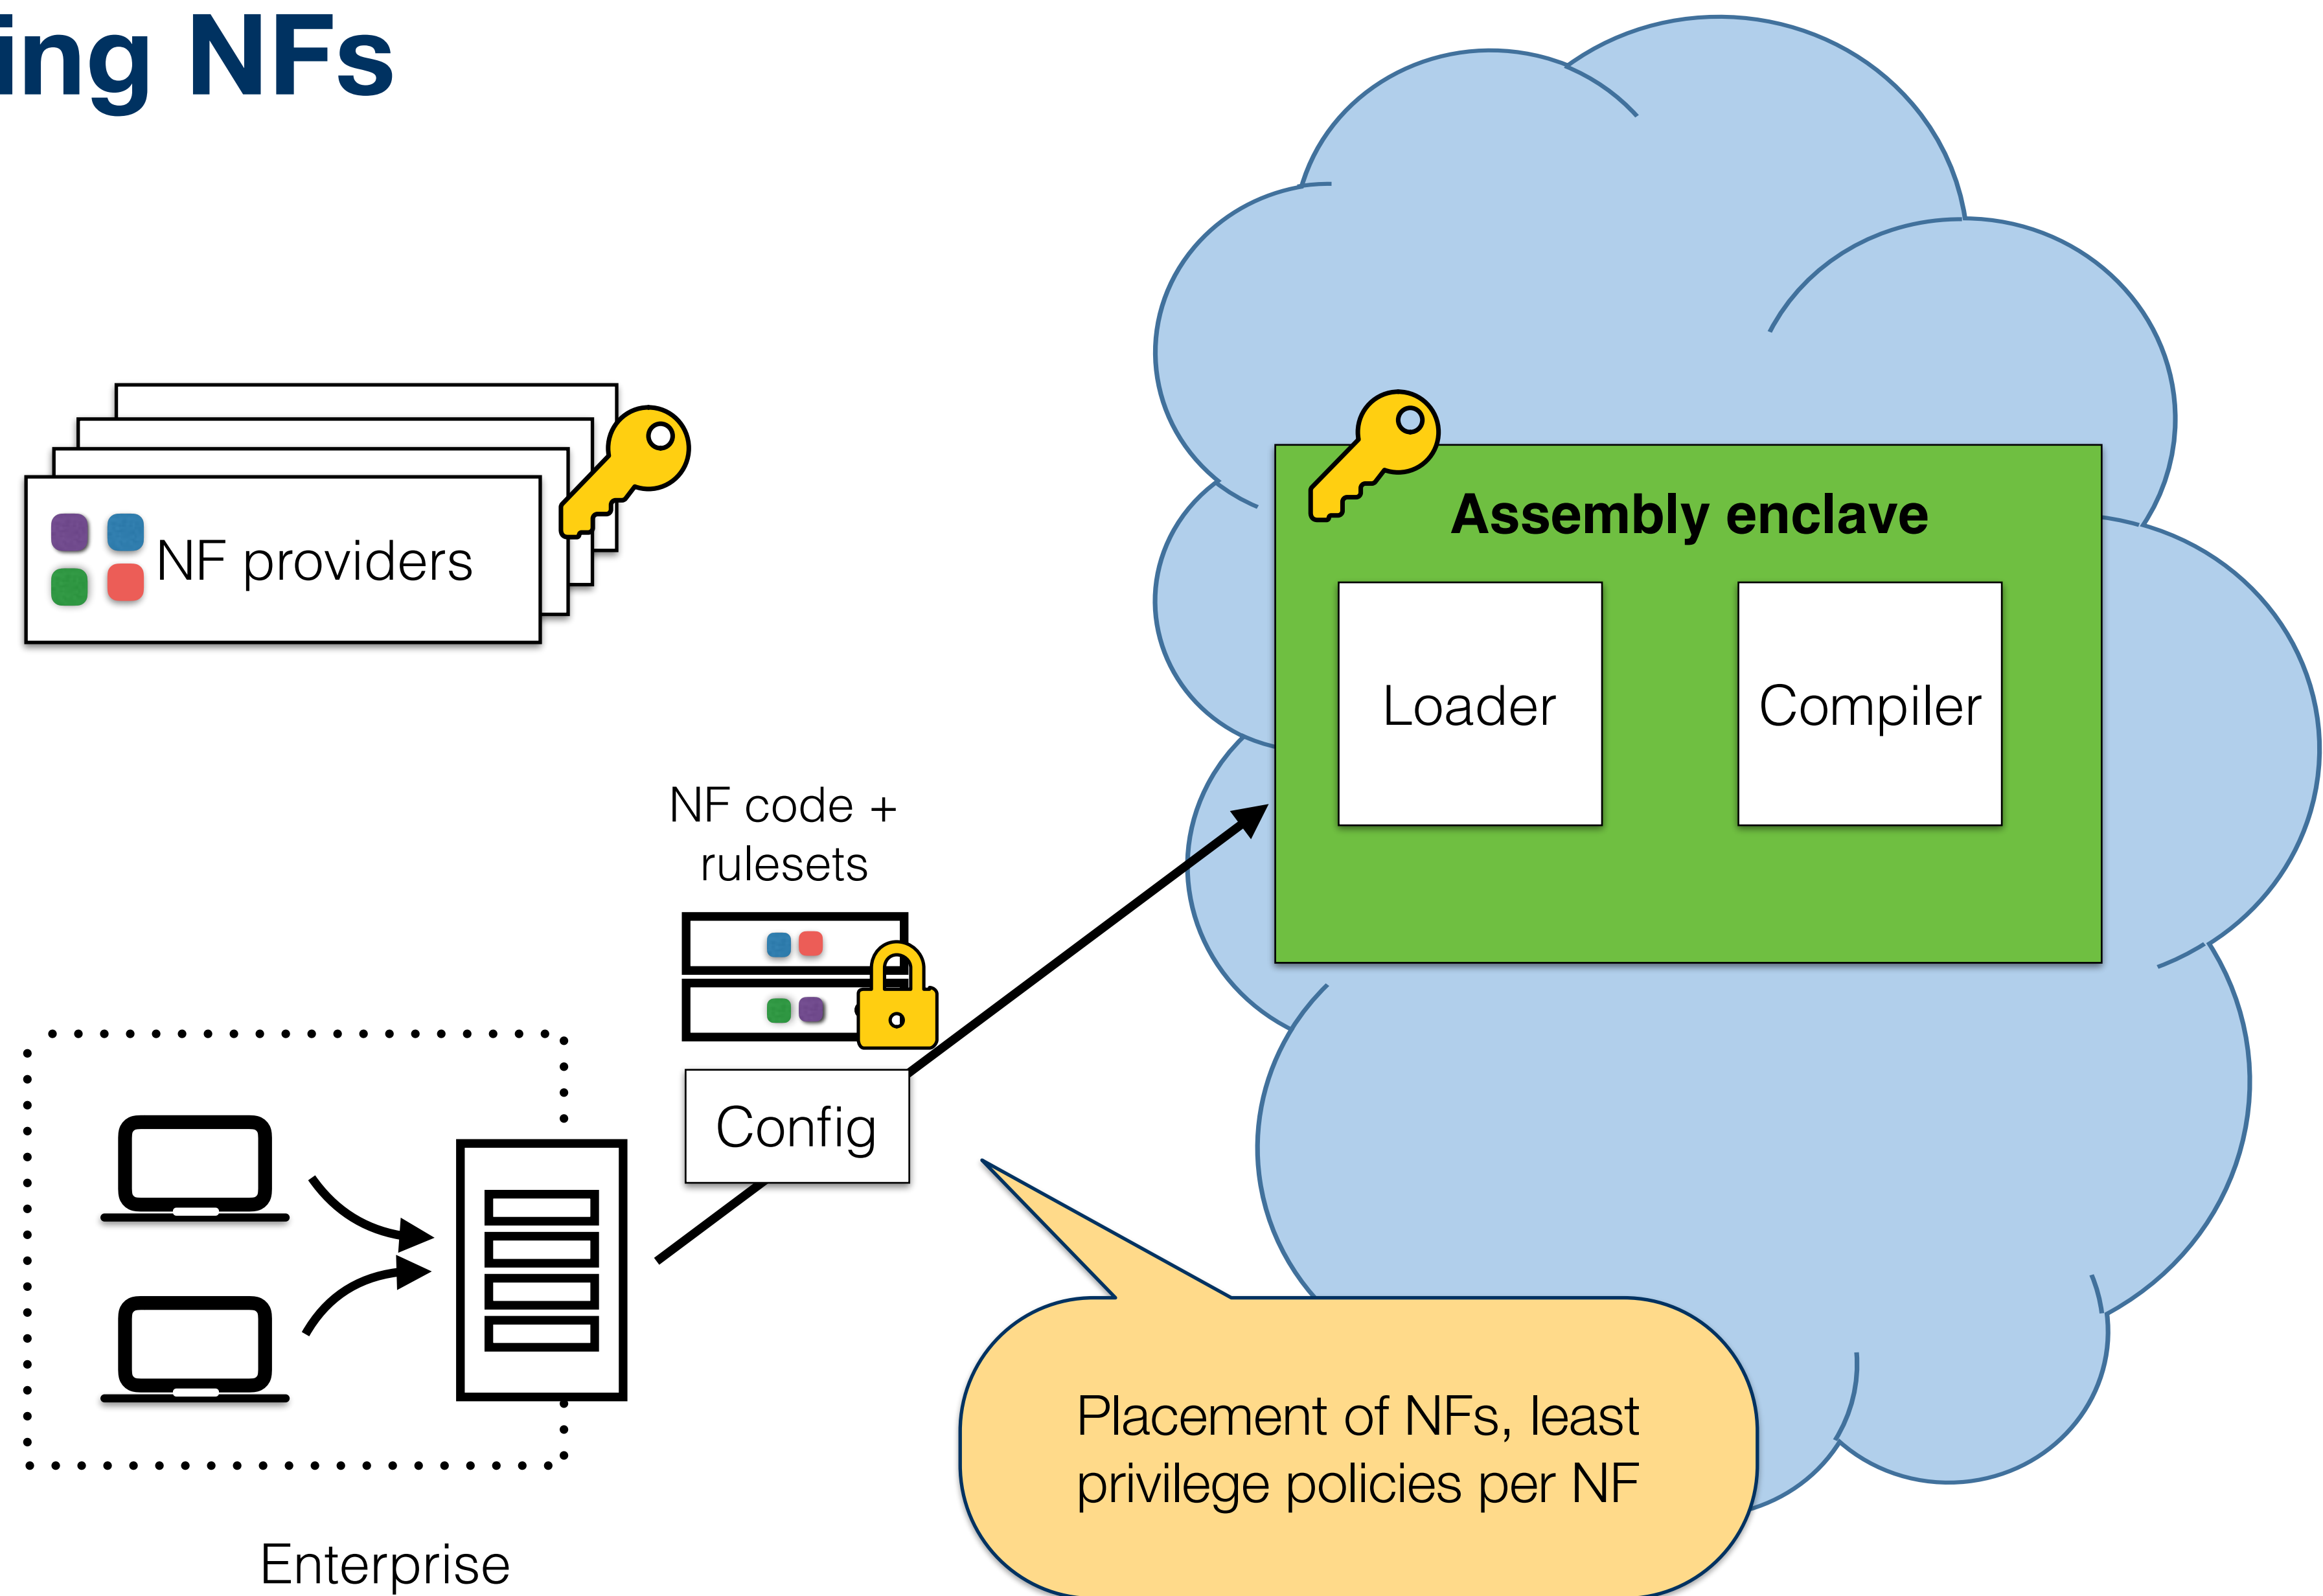 ing NFs
Assembly enclave
NF providers
Loader
Compiler
NF code +
rulesets
Config
Placement of NFs, least
privilege policies per NF
Enterprise